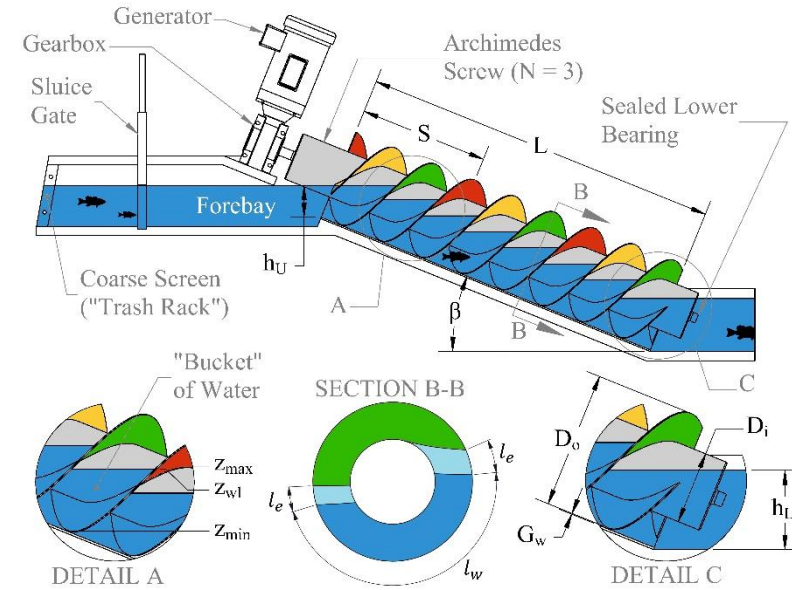 Generator
Gearbox
Sluice
Gate
Archimedes
Screw (N = 3)
Sealed Lower
Bearing
S
L
B
Forebay
h_U
Coarse Screen
("Trash Rack")
A
β
B
C
"Bucket"
of Water
z_max
z_wl
z_min
DETAIL A
SECTION B-B
l_e
l_e
l_w
D_o
D_i
G_w
h_L
DETAIL C